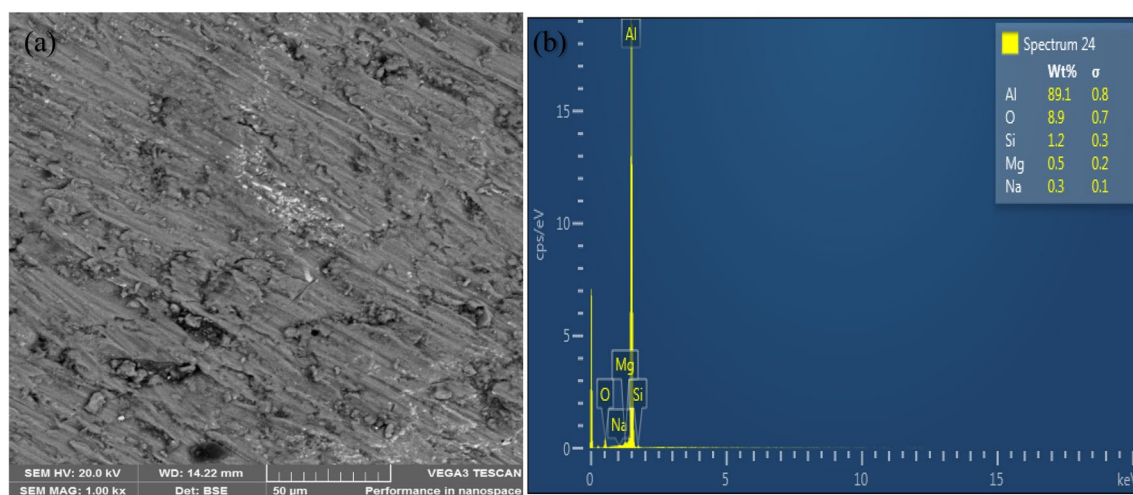 (a)
SEM HV: 20.0 kV WD: 14.22 mm VEGA3 TESCAN
SEM MAG: 1.00 kx Det: BSE 50 µm Performance in nanospace
(b)
Al
Spectrum 24
Wt% σ
Al 89.1 0.8
O 8.9 0.7
Si 1.2 0.3
Mg 0.5 0.2
Na 0.3 0.1
cps/eV
15
10
5
0
Mg
O
Si
Na
0 5 10 15 keV